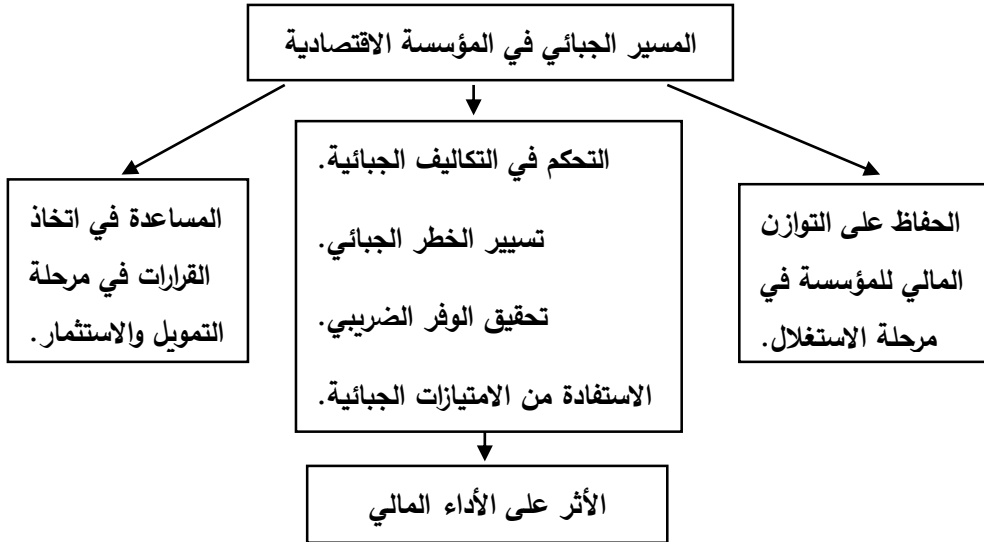 المسير الجبائي في المؤسسة الاقتصادية
الحفاظ على التوازن
المالي للمؤسسة في
مرحلة الاستغلال.
التحكم في التكاليف الجبائية.
تسيير الخطر الجبائي.
تحقيق الوفر الضريبي.
الاستفادة من الامتيازات الجبائية.
المساعدة في اتخاذ
القرارات في مرحلة
التمويل والاستثمار.
الأثر على الأداء المالي